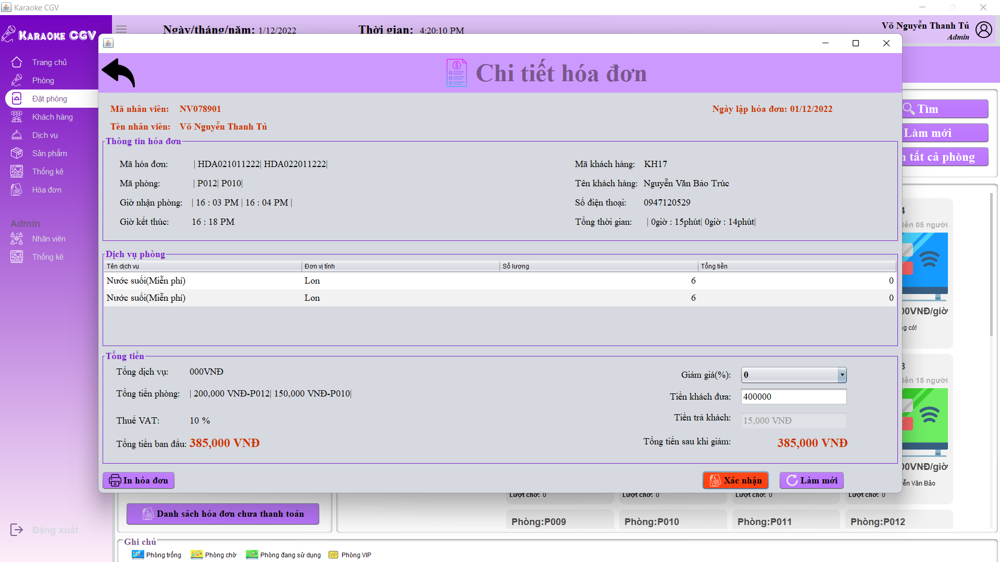 Karaoke CGV
KARAOKE CGV
Ngày/tháng/năm: 1/12/2022
Thời gian: 4:20:10 PM
Võ Nguyễn Thanh Tú
Admin
Trang chủ
Phòng
Đặt phòng
Khách hàng
Dịch vụ
Sản phẩm
Thống kê
Hóa đơn
Admin
Nhân viên
Thống kê
Đăng xuất
Chi tiết hóa đơn
Mã nhân viên: NV078901
Ngày lập hóa đơn: 01/12/2022
Tên nhân viên: Võ Nguyễn Thanh Tú
Thông tin hóa đơn
Mã hóa đơn: | HDA021011222| HDA022011222|
Mã khách hàng: KH17
Mã phòng: | P012| P010|
Tên khách hàng: Nguyễn Văn Bảo Trúc
Giờ nhận phòng: | 16 : 03 PM | 16 : 04 PM |
Số điện thoại: 0947120529
Giờ kết thúc: 16 : 18 PM
Tổng thời gian: | 0giờ : 15phút| 0giờ : 14phút|
Dịch vụ phòng
Tên dịch vụ Đơn vị tính Số lượng Tổng tiền
Nước suối(Miễn phí) Lon 6 0
Nước suối(Miễn phí) Lon 6 0
Tổng tiền
Tổng dịch vụ: 000VNĐ
Giảm giá(%): 0
Tổng tiền phòng: | 200,000 VNĐ-P012| 150,000 VNĐ-P010|
Tiền khách đưa: 400000
Thuế VAT: 10 %
Tiền trả khách: 15,000 VNĐ
Tổng tiền ban đầu: 385,000 VNĐ
Tổng tiền sau khi giảm: 385,000 VNĐ
In hóa đơn
Xác nhận
Làm mới
Tìm
Làm mới
tất cả phòng
đến 05 người
00VNĐ/giờ
ng có!
đến 15 người
00VNĐ/giờ
ễn Văn Bảo
Lượt chờ: 0 Lượt chờ: 0 Lượt chờ: 0 Lượt chờ: 0
Phòng:P009 Phòng:P010 Phòng:P011 Phòng:P012
Danh sách hóa đơn chưa thanh toán
Ghi chú
Phòng trống Phòng chờ Phòng đang sử dụng VIP Phòng VIP